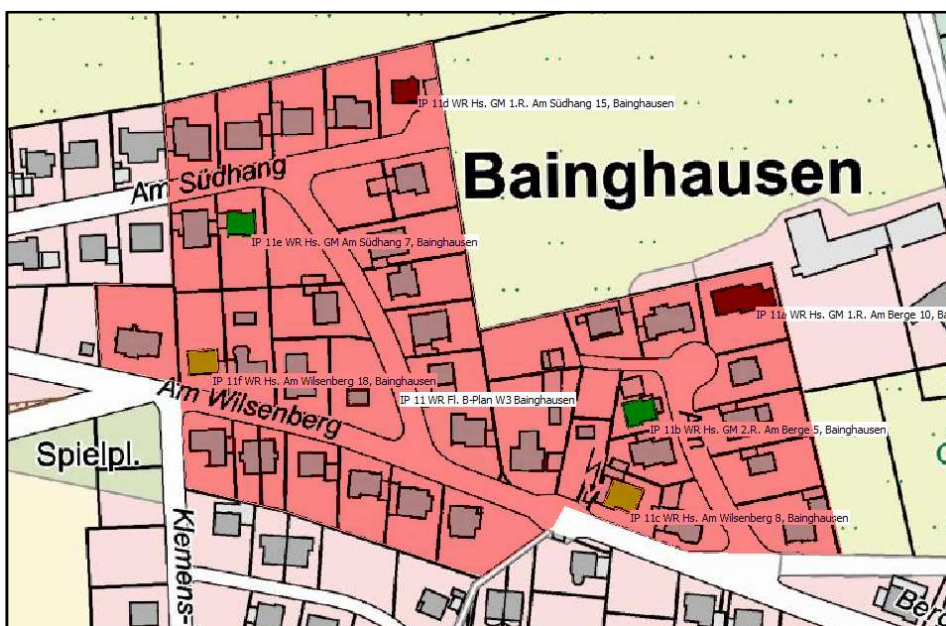 IP 11d WR Hs. GM 1.R. Am Südhang 15, Bainghausen
Bainghausen
Am Südhang
IP 11e WR Hs. GM Am Südhang 7, Bainghausen
IP 11a WR Hs. GM 1.R. Am Berge 10, Ba
IP 11f WR Hs. Am Wilsenberg 18, Bainghausen
IP 11 WR Fl. B-Plan W3 Bainghausen
Am Wilsenberg
IP 11b WR Hs. GM 2.R. Am Berge 5, Bainghausen
Spielpl.
IP 11c WR Hs. Am Wilsenberg 8, Bainghausen
Klemens-
Berg